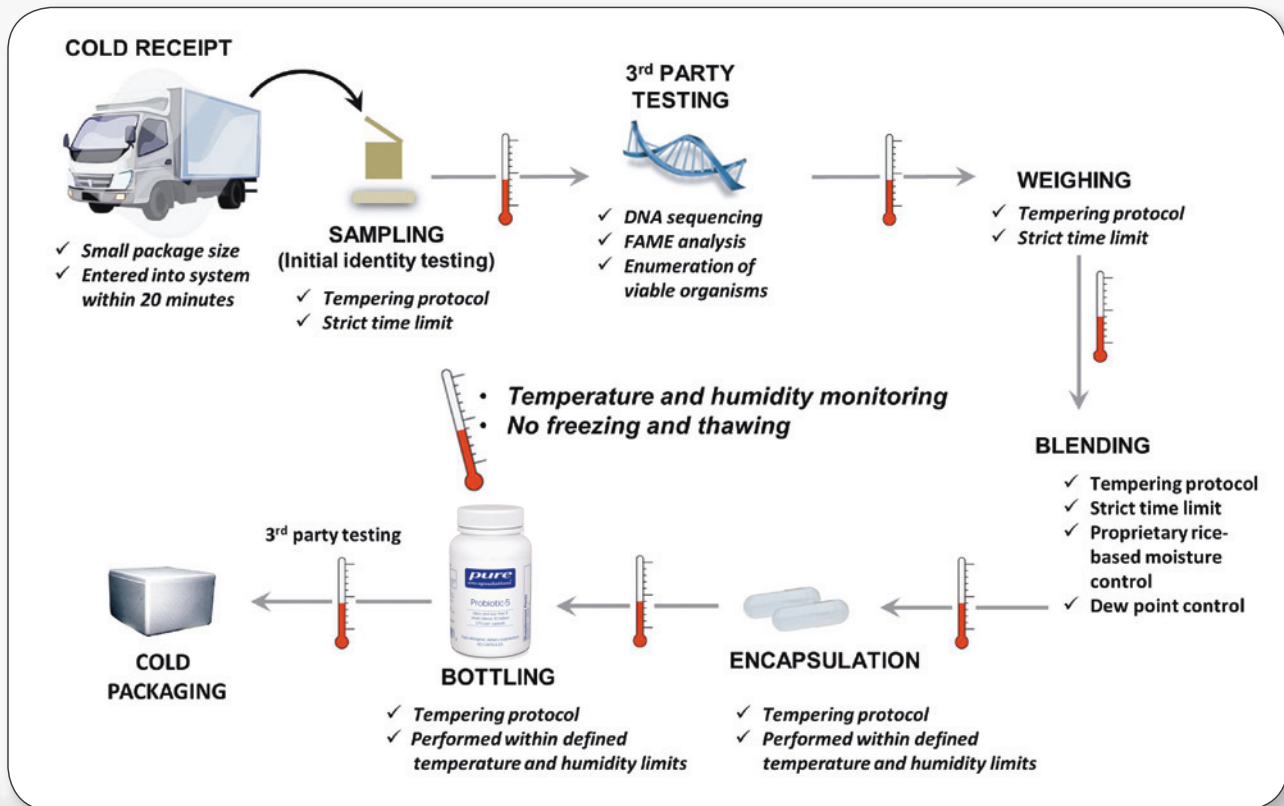 COLD RECEIPT
✓ Small package size
✓ Entered into system
within 20 minutes
SAMPLING
(Initial identity testing)
✓ Tempering protocol
✓ Strict time limit
3rd PARTY
TESTING
✓ DNA sequencing
✓ FAME analysis
✓ Enumeration of
viable organisms
WEIGHING
✓ Tempering protocol
✓ Strict time limit
• Temperature and humidity monitoring
• No freezing and thawing
BLENDING
✓ Tempering protocol
✓ Strict time limit
✓ Proprietary rice-
based moisture
control
✓ Dew point control
ENCAPSULATION
✓ Tempering protocol
✓ Performed within defined
temperature and humidity limits
pure
encapsulations
Probiotic-5
BOTTLING
✓ Tempering protocol
✓ Performed within defined
temperature and humidity limits
3rd party testing
COLD
PACKAGING